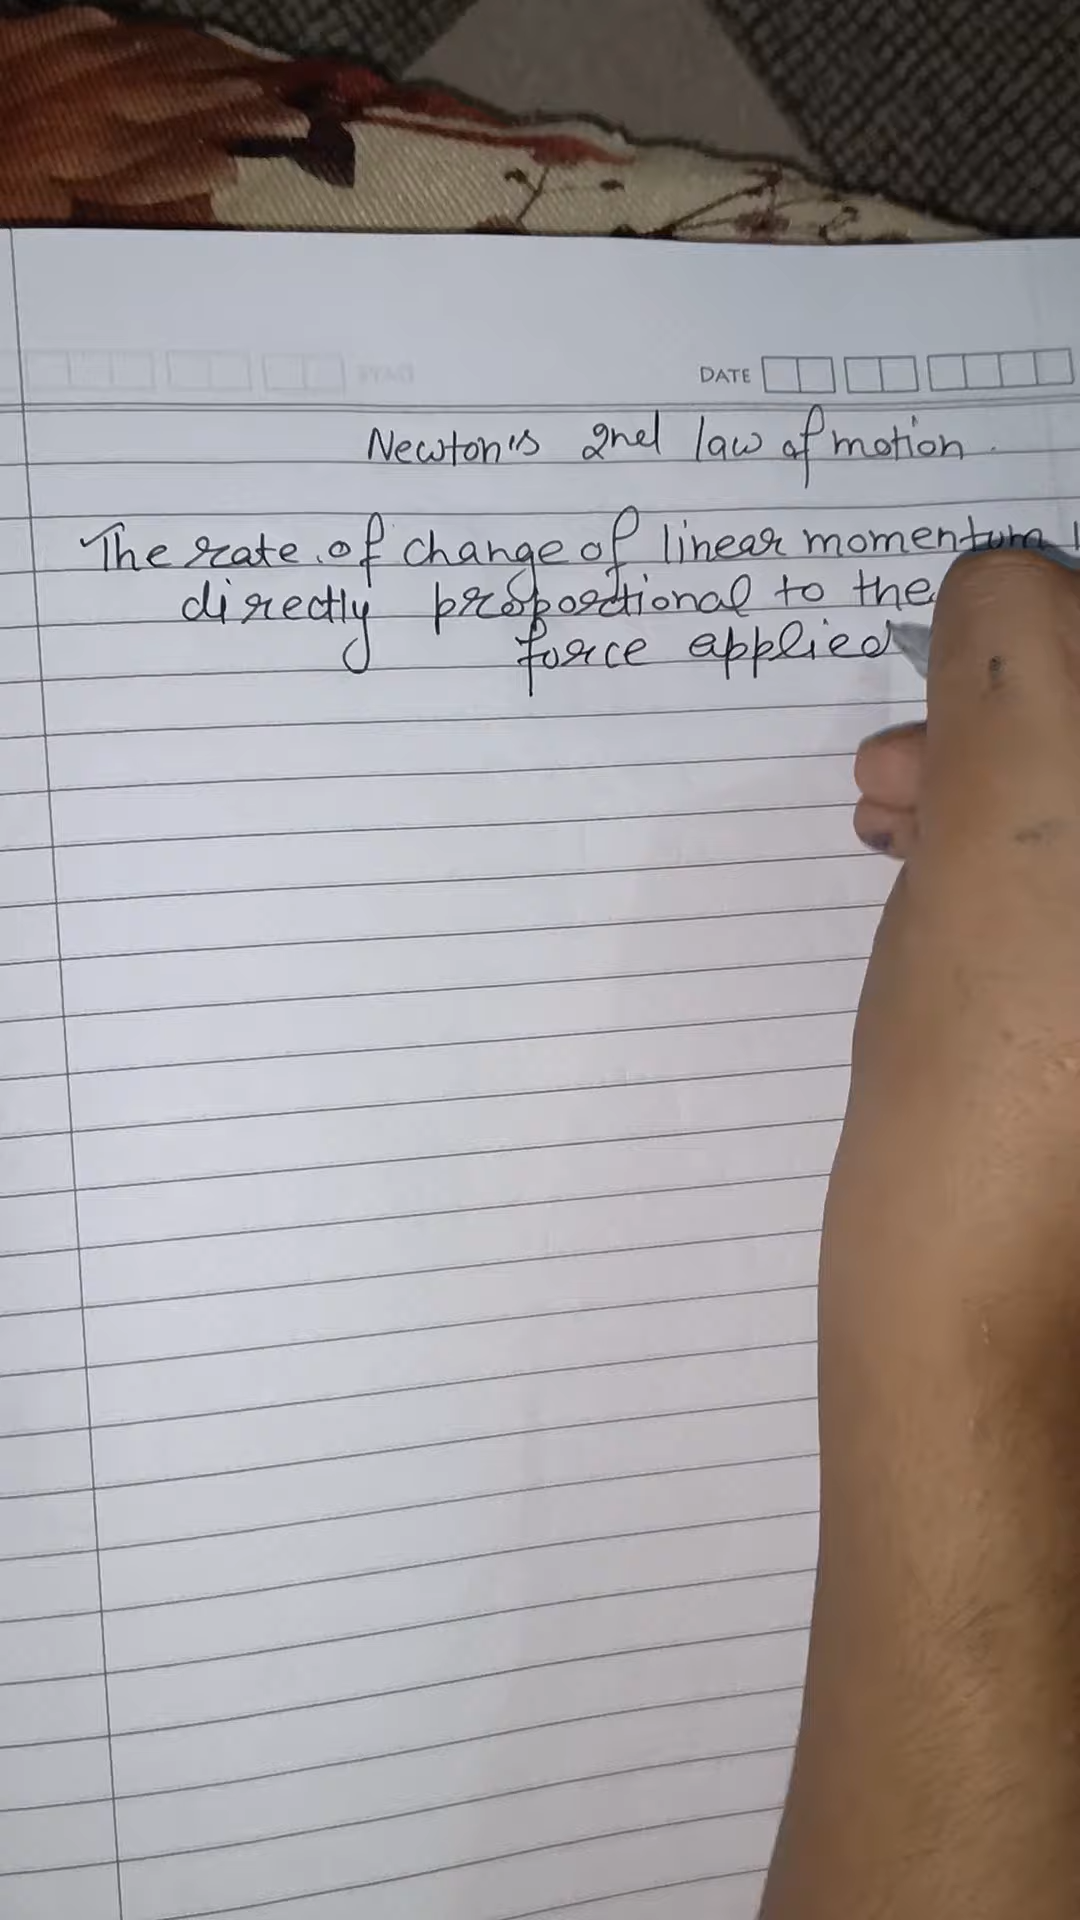 DATE
Newton's 2nd law of motion.
The rate of change of linear momentum
directly proportional to the
force applied